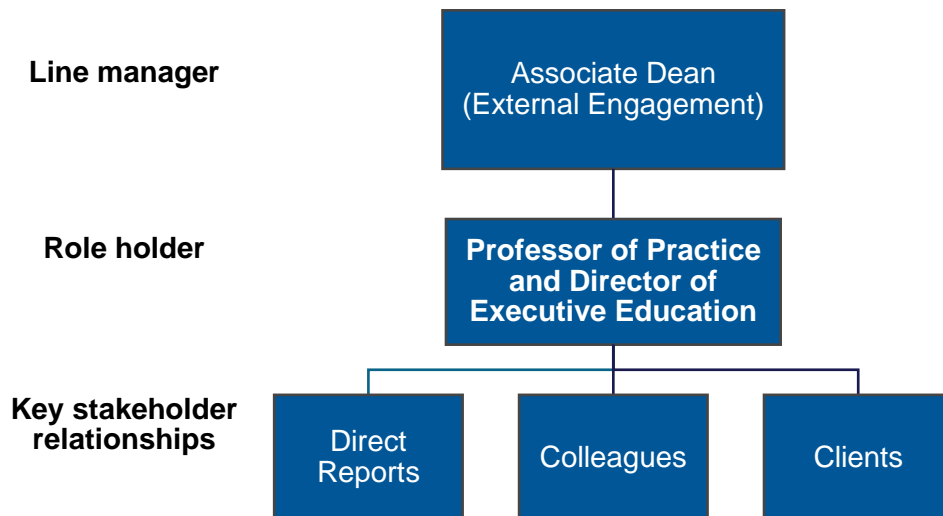 Line manager
Associate Dean
(External Engagement)
Role holder
Professor of Practice
and Director of
Executive Education
Key stakeholder
relationships
Direct
Reports
Colleagues
Clients